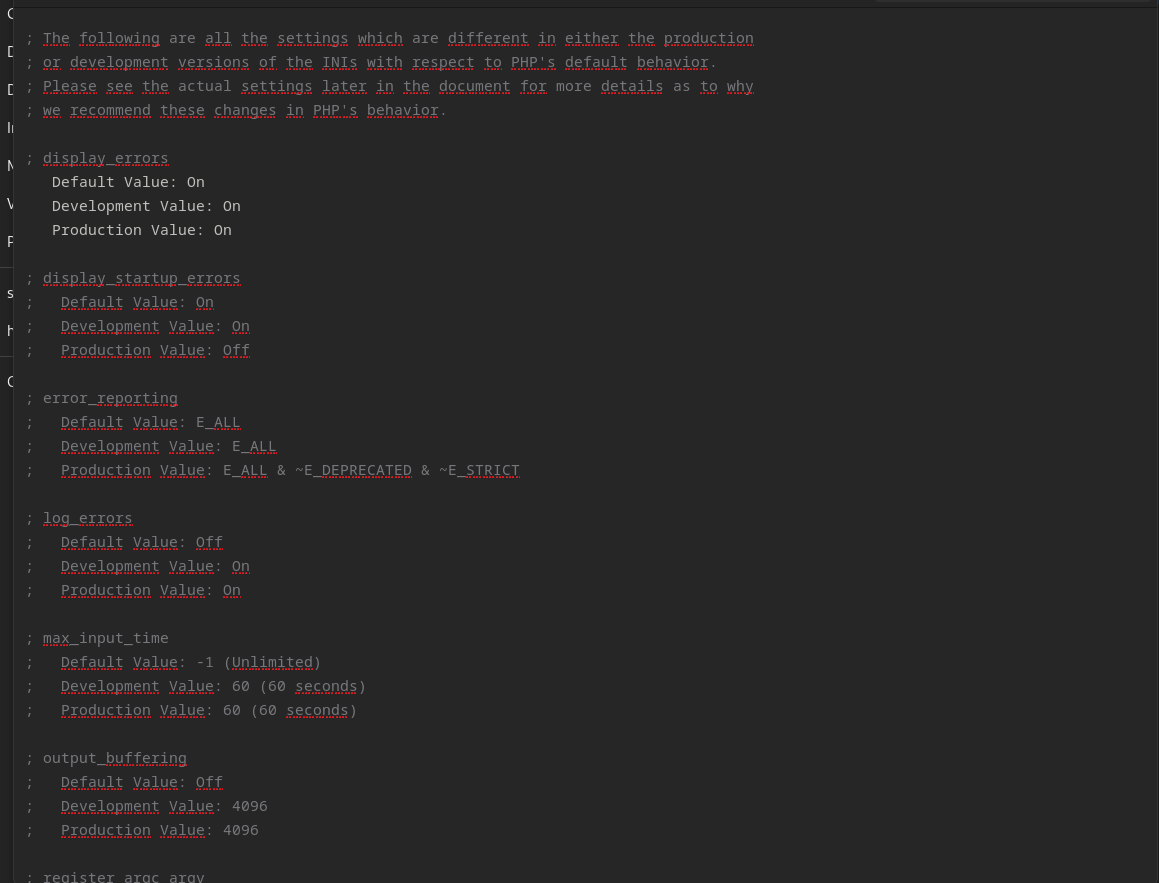 ; The following are all the settings which are different in either the production
; or development versions of the INIs with respect to PHP's default behavior.
; Please see the actual settings later in the document for more details as to why
; we recommend these changes in PHP's behavior.
; display_errors
Default Value: On
Development Value: On
Production Value: On
; display_startup_errors
;   Default Value: On
;   Development Value: On
;   Production Value: Off
; error_reporting
;   Default Value: E_ALL
;   Development Value: E_ALL
;   Production Value: E_ALL & ~E_DEPRECATED & ~E_STRICT
; log_errors
;   Default Value: Off
;   Development Value: On
;   Production Value: On
; max_input_time
;   Default Value: -1 (Unlimited)
;   Development Value: 60 (60 seconds)
;   Production Value: 60 (60 seconds)
; output_buffering
;   Default Value: Off
;   Development Value: 4096
;   Production Value: 4096
; register_argc_argv